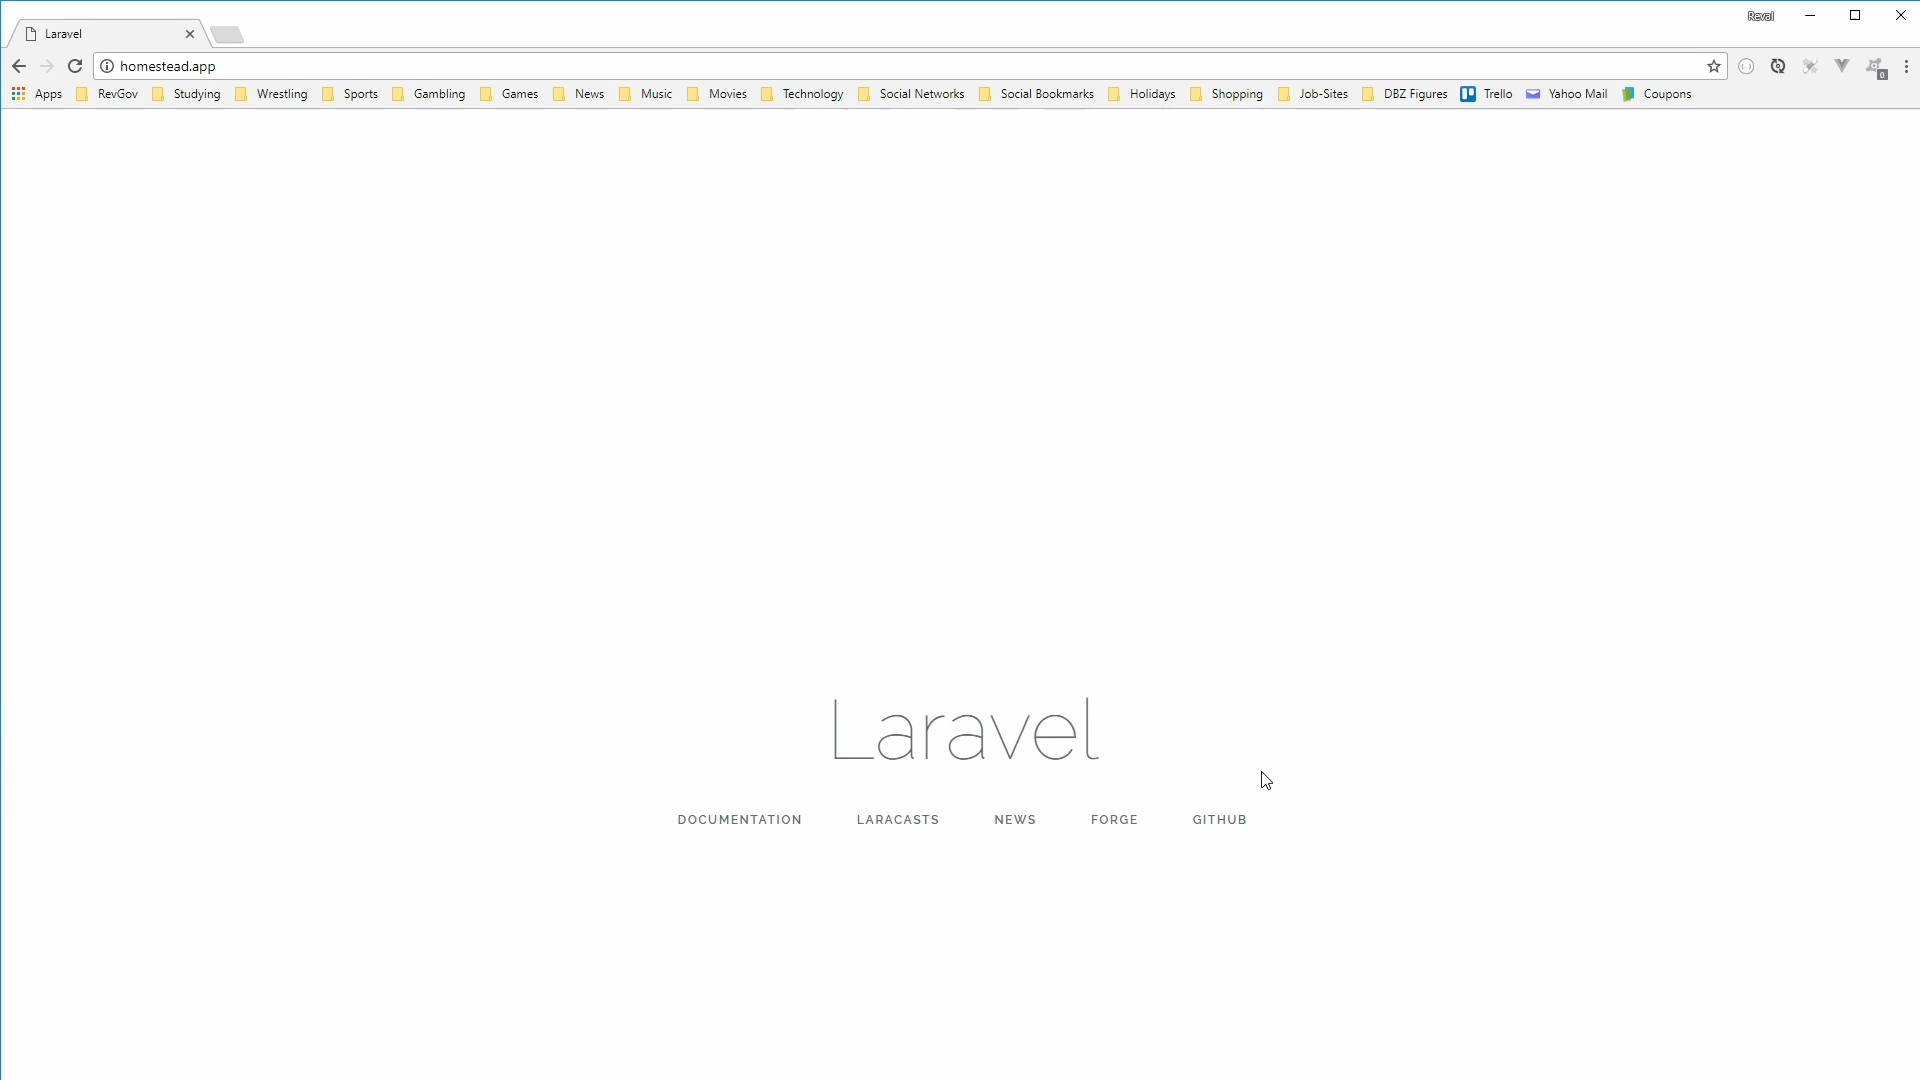 Reval
Laravel
homestead.app
Apps RevGov Studying Wrestling Sports Gambling Games News Music Movies Technology Social Networks Social Bookmarks Holidays Shopping Job-Sites DBZ Figures Trello Yahoo Mail Coupons
0
Laravel
DOCUMENTATION LARACASTS NEWS FORGE GITHUB